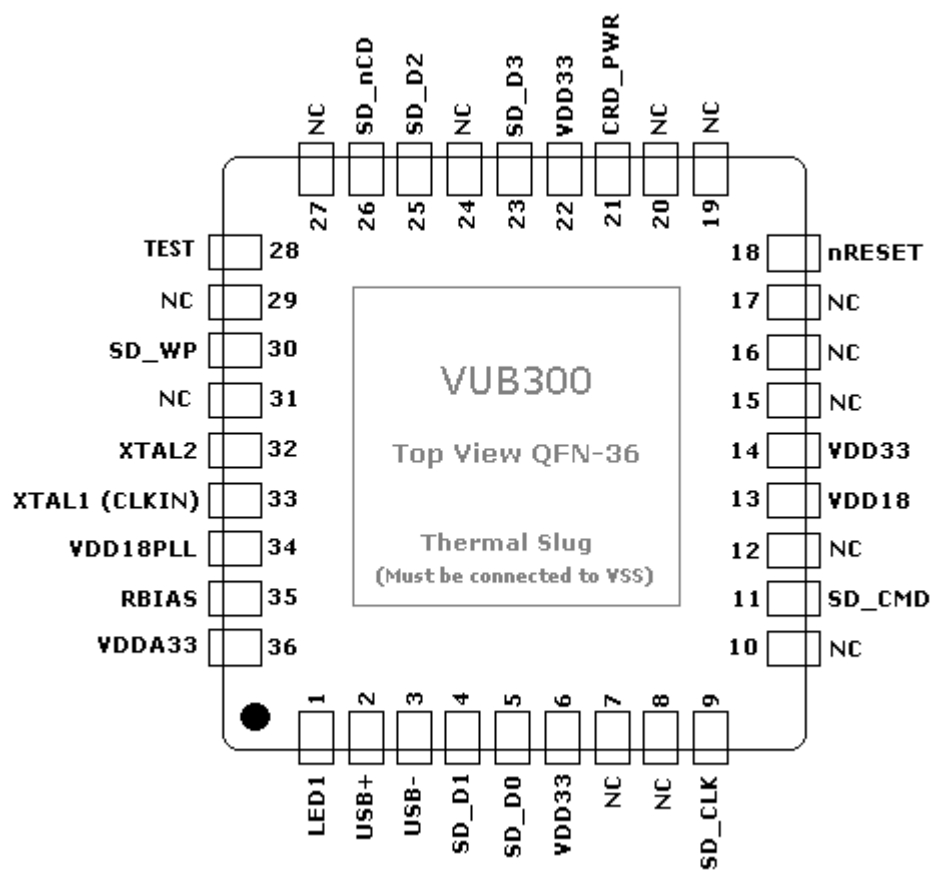 NC
SD_nCD
SD_D2
NC
SD_D3
VDD33
CRD_PWR
NC
NC
27
26
25
24
23
22
21
20
19
TEST 28
NC 29
SD_WP 30
NC 31
XTAL2 32
XTAL1 (CLKIN) 33
VDD18PLL 34
RBIAS 35
VDDA33 36
VUB300
Top View QFN-36
Thermal Slug
(Must be connected to VSS)
18 nRESET
17 NC
16 NC
15 NC
14 VDD33
13 VDD18
12 NC
11 SD_CMD
10 NC
1
2
3
4
5
6
7
8
9
LED1
USB+
USB-
SD_D1
SD_D0
VDD33
NC
NC
SD_CLK